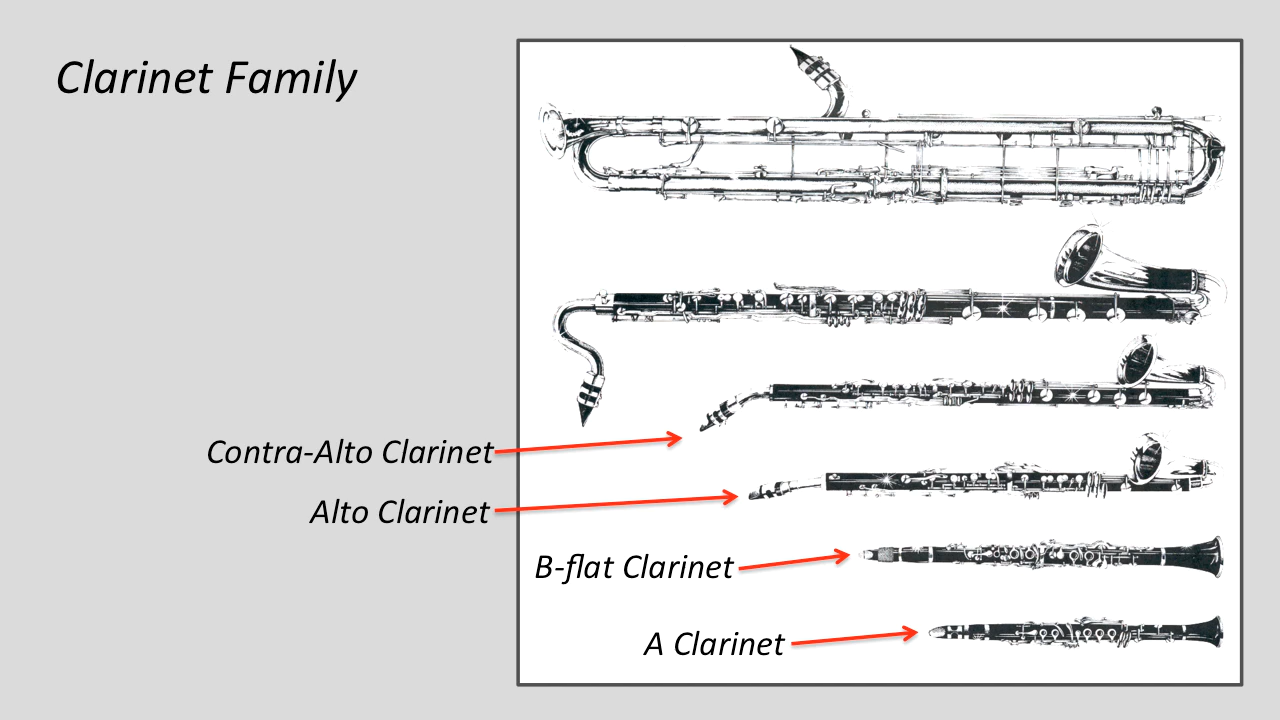 Clarinet Family
Contra-Alto Clarinet
Alto Clarinet
B-flat Clarinet
A Clarinet